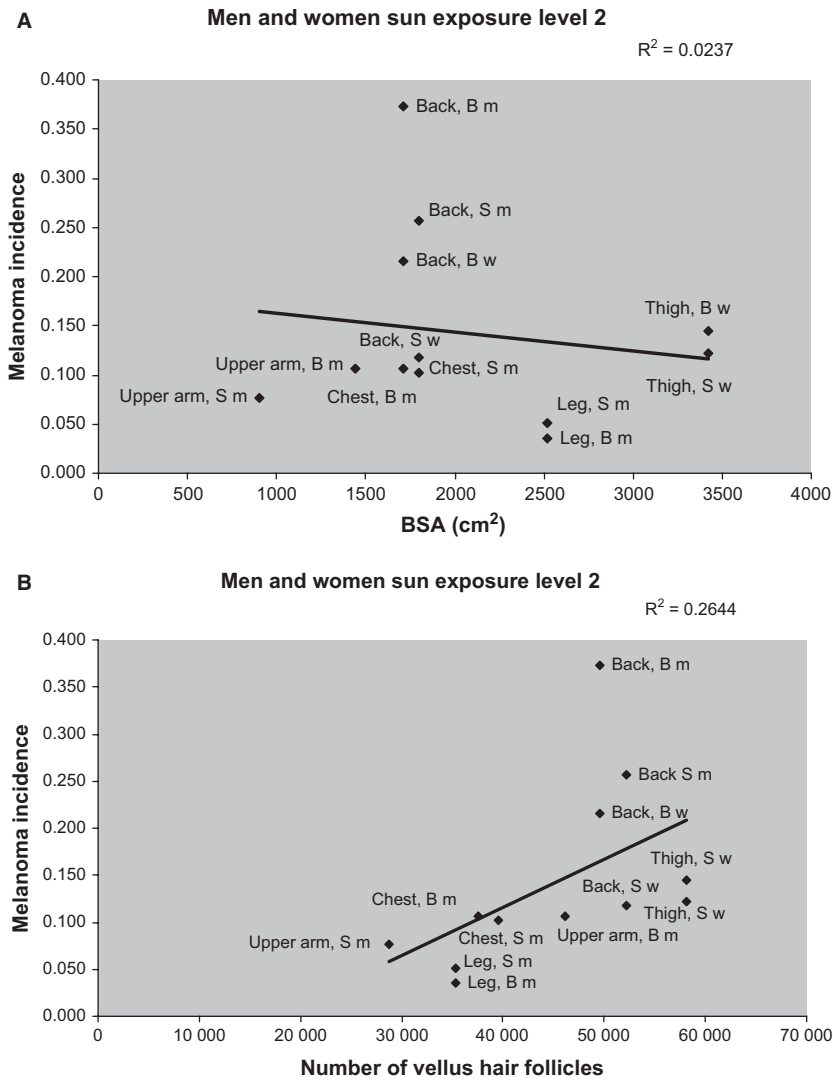 A
Men and women sun exposure level 2
R² = 0.0237
Melanoma incidence
0.400
0.350
0.300
0.250
0.200
0.150
0.100
0.050
0.000
Back, B m
Back, S m
Back, B w
Thigh, B w
Back, S w
Upper arm, B m
Chest, S m
Thigh, S w
Upper arm, S m
Chest, B m
Leg, S m
Leg, B m
0 500 1000 1500 2000 2500 3000 3500 4000
BSA (cm²)
B
Men and women sun exposure level 2
R² = 0.2644
Melanoma incidence
0.400
0.350
0.300
0.250
0.200
0.150
0.100
0.050
0.000
Back, B m
Back S m
Back, B w
Thigh, S w
Back, S w
Chest, B m
Thigh, S w
Upper arm, S m
Chest, S m
Upper arm, B m
Leg, S m
Leg, B m
0 10 000 20 000 30 000 40 000 50 000 60 000 70 000
Number of vellus hair follicles